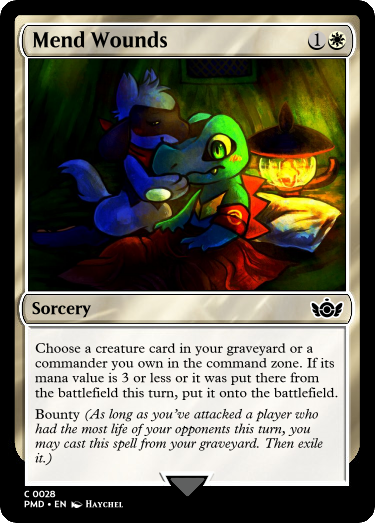 Mend Wounds 1
Sorcery
Choose a creature card in your graveyard or a
commander you own in the command zone. If its
mana value is 3 or less or it was put there from
the battlefield this turn, put it onto the battlefield.
Bounty (As long as you've attacked a player who
had the most life of your opponents this turn, you
may cast this spell from your graveyard. Then exile
it.)
C 0028
PMD • EN HAYCHEL